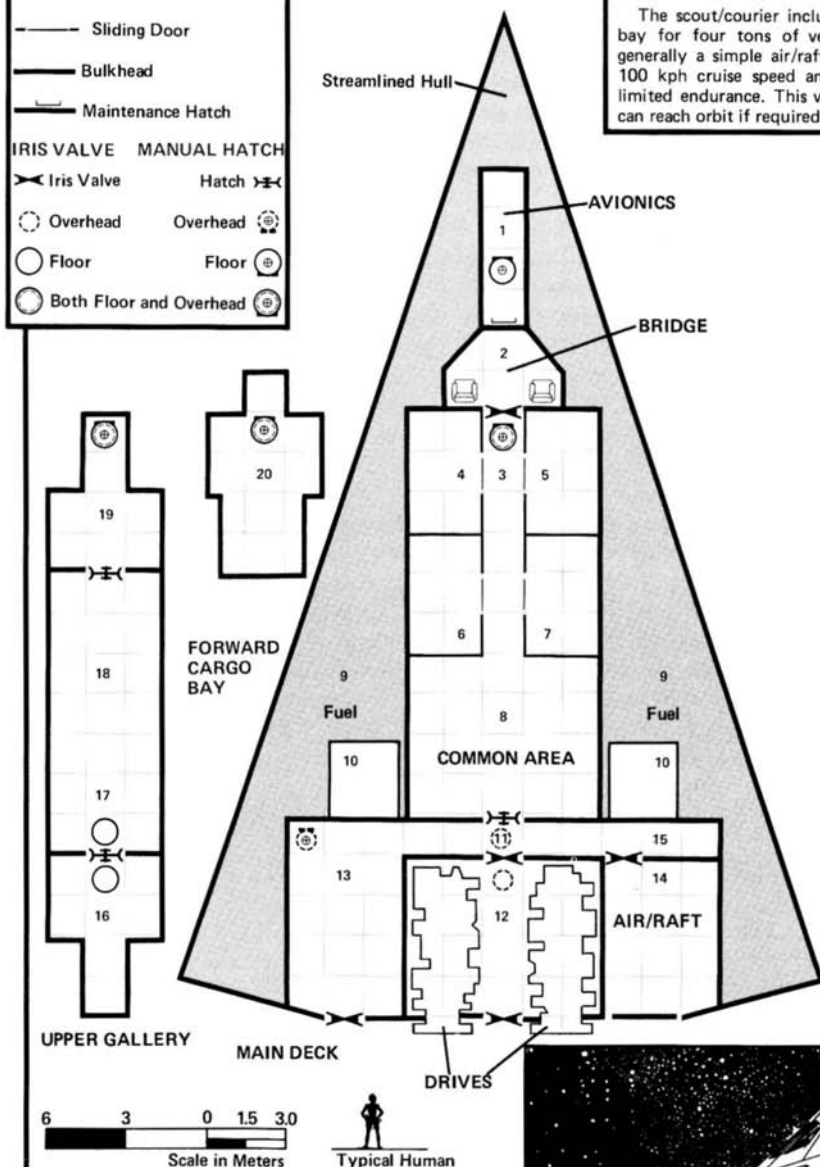 Sliding Door
Bulkhead
Maintenance Hatch
IRIS VALVE MANUAL HATCH
Iris Valve Hatch
Overhead Overhead
Floor Floor
Both Floor and Overhead
The scout/courier
bay for four tons of
generally a simple air/raft
100 kph cruise speed
limited endurance. This
can reach orbit if required
Streamlined Hull
AVIONICS
1
BRIDGE
2
4 3 5
6 7
20
19
18
17
16
FORWARD
CARGO
BAY
9 9
Fuel Fuel
8
10 COMMON AREA 10
11 15
13 14
12 AIR/RAFT
UPPER GALLERY
MAIN DECK
DRIVES
6 3 0 1.5 3.0
Scale in Meters
Typical Human